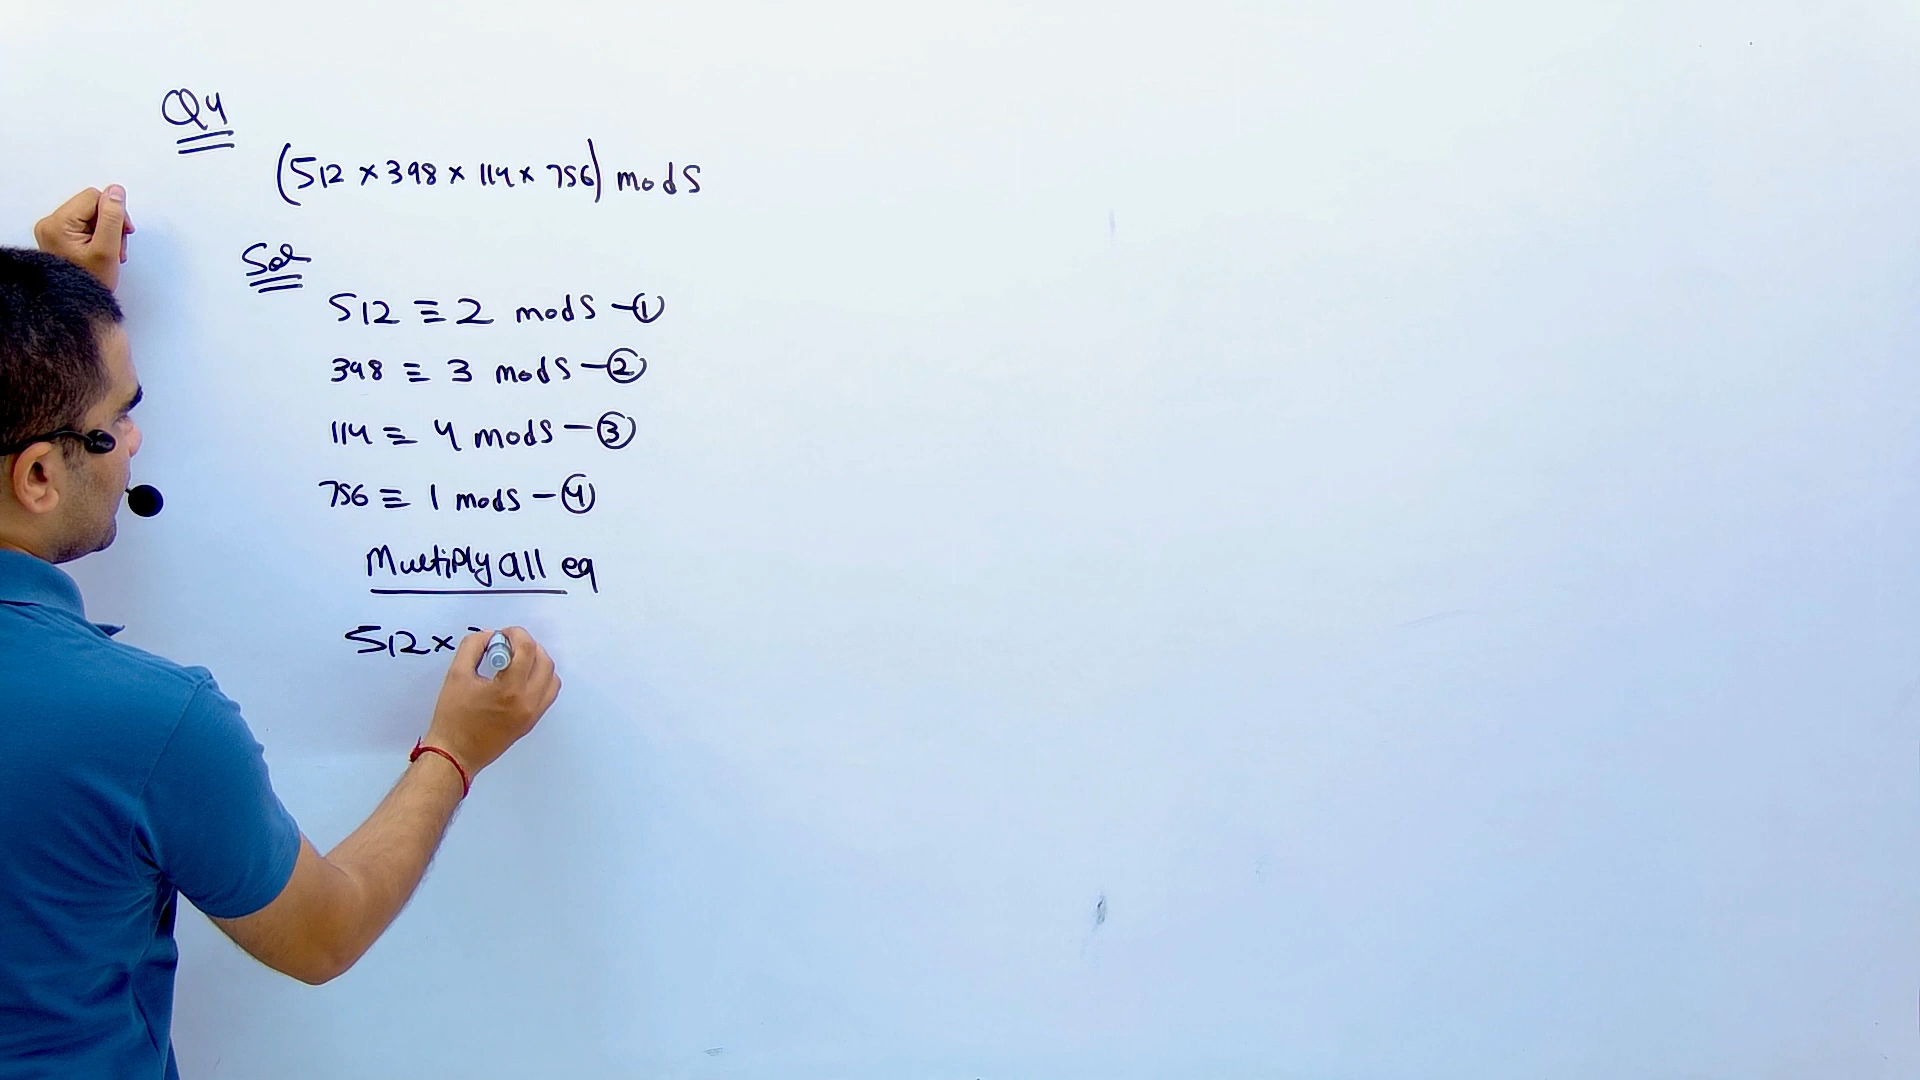 Q4
(512 × 398 × 114 × 756) mod 5
Sol
512 ≡ 2 mod 5 – ①
398 ≡ 3 mod 5 – ②
114 ≡ 4 mod 5 – ③
756 ≡ 1 mod 5 – ④
Multiply all eq
512 ×